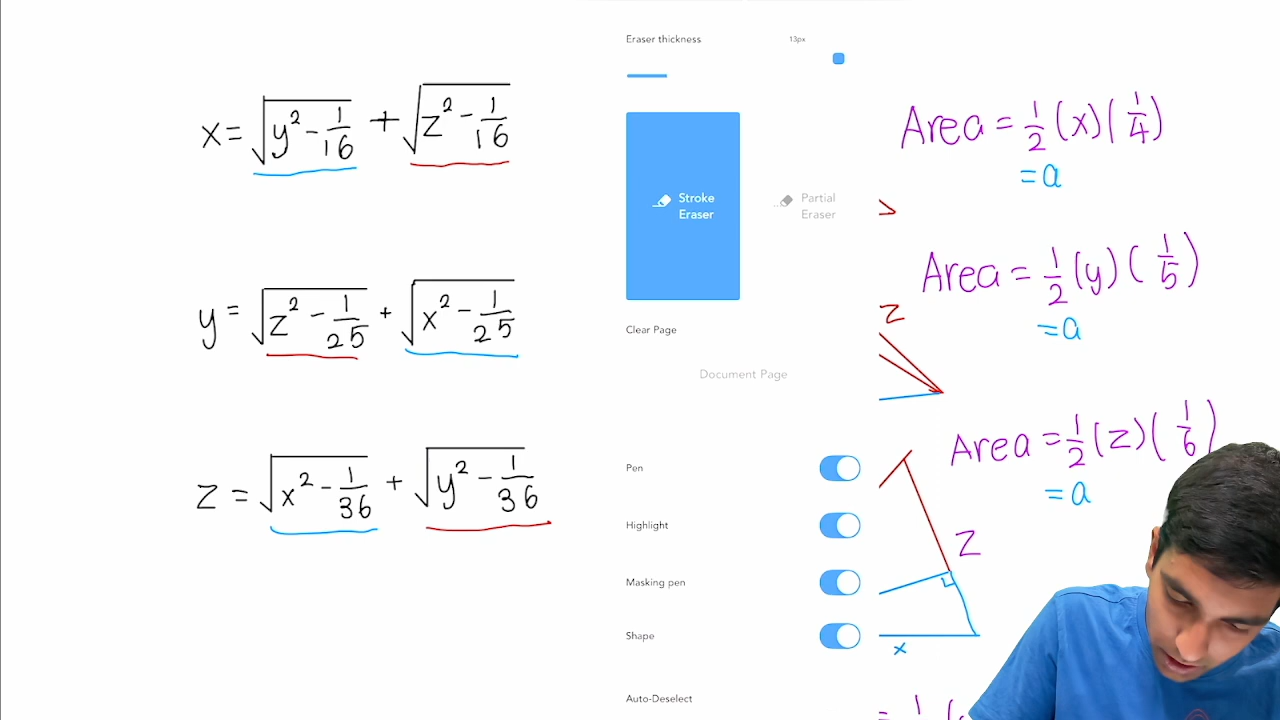 x = √(y² - 1/16) + √(z² - 1/16)
y = √(z² - 1/25) + √(x² - 1/25)
z = √(x² - 1/36) + √(y² - 1/36)
Eraser thickness
13px
Stroke
Eraser
Partial
Eraser
Clear Page
Document Page
Pen
Highlight
Masking pen
Shape
Auto-Deselect
Area = 1/2 (x)(1/4)
= a
Area = 1/2 (y)(1/5)
= a
z
Area = 1/2 (z)(1/6)
= a
z
x